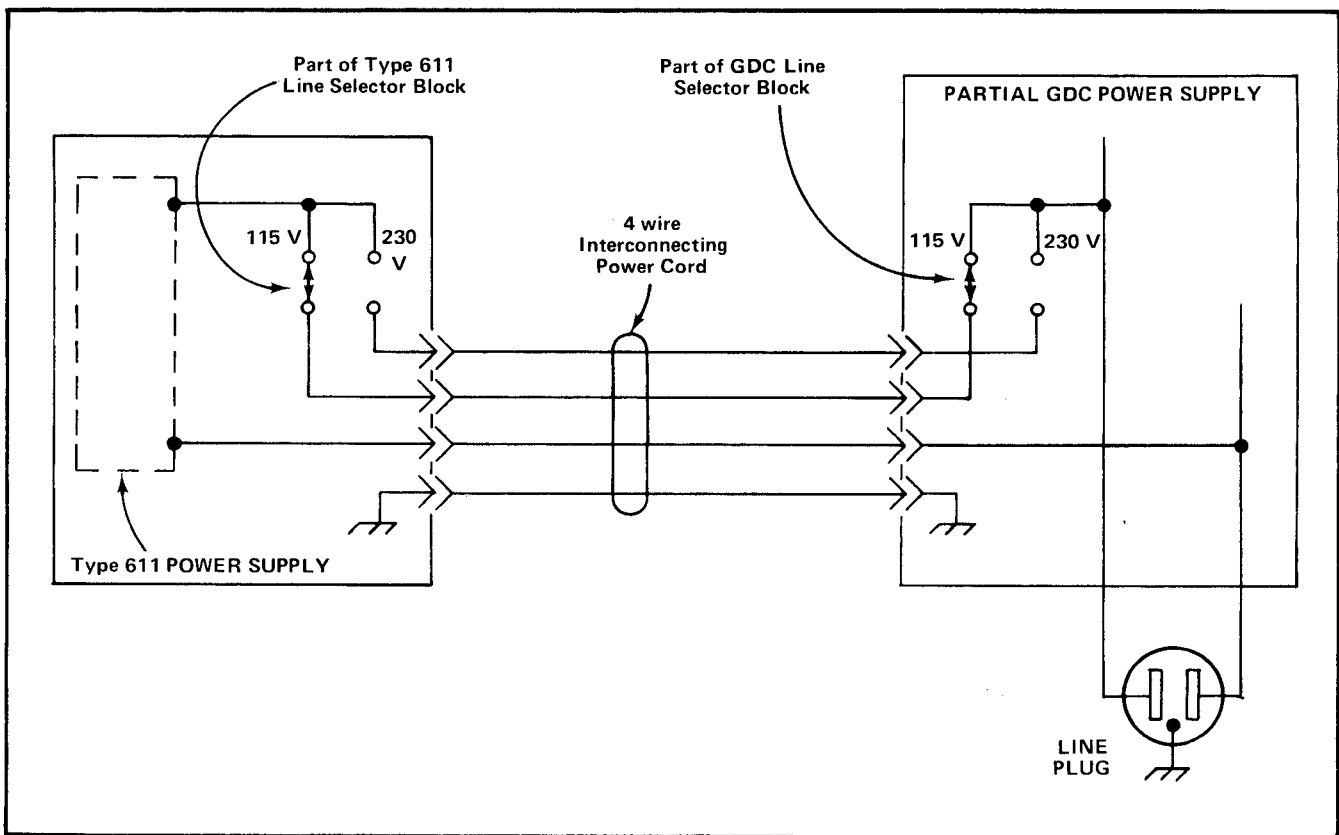 Part of Type 611
Line Selector Block
Part of GDC Line
Selector Block
PARTIAL GDC POWER SUPPLY
115 V
230
V
4 wire
Interconnecting
Power Cord
115 V
230 V
Type 611 POWER SUPPLY
LINE
PLUG